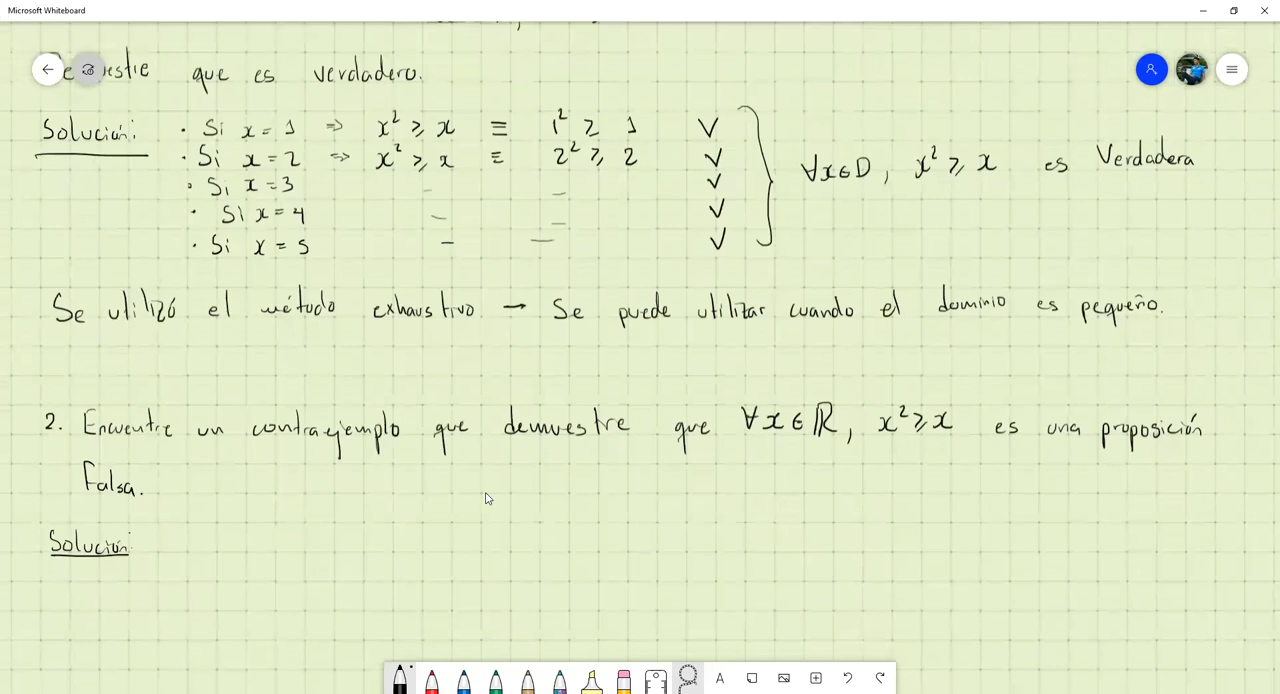 Microsoft Whiteboard
que es verdadero.
Solución: · Si x = 1 ⇒ x² ≥ x ≡ 1² ≥ 1 V
· Si x = 2 ⇒ x² ≥ x ≡ 2² ≥ 2 V
· Si x = 3 – – V
· Si x = 4 – – V
· Si x = 5 – – V
∀x∈D, x² ≥ x es Verdadera
Se utilizó el método exhaustivo → Se puede utilizar cuando el dominio es pequeño.
2. Encuentre un contraejemplo que demuestre que ∀x∈ℝ, x² ≥ x es una proposición
Falsa.
Solución
A